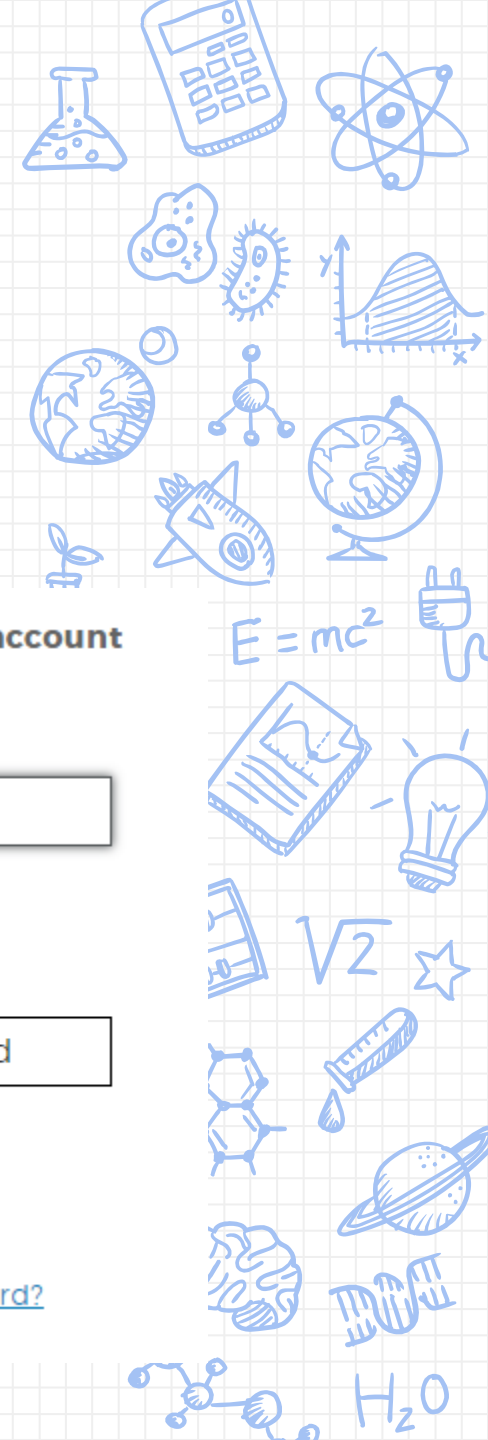 y
x
ccount
E = mc²
√2
d
rd?
H₂O